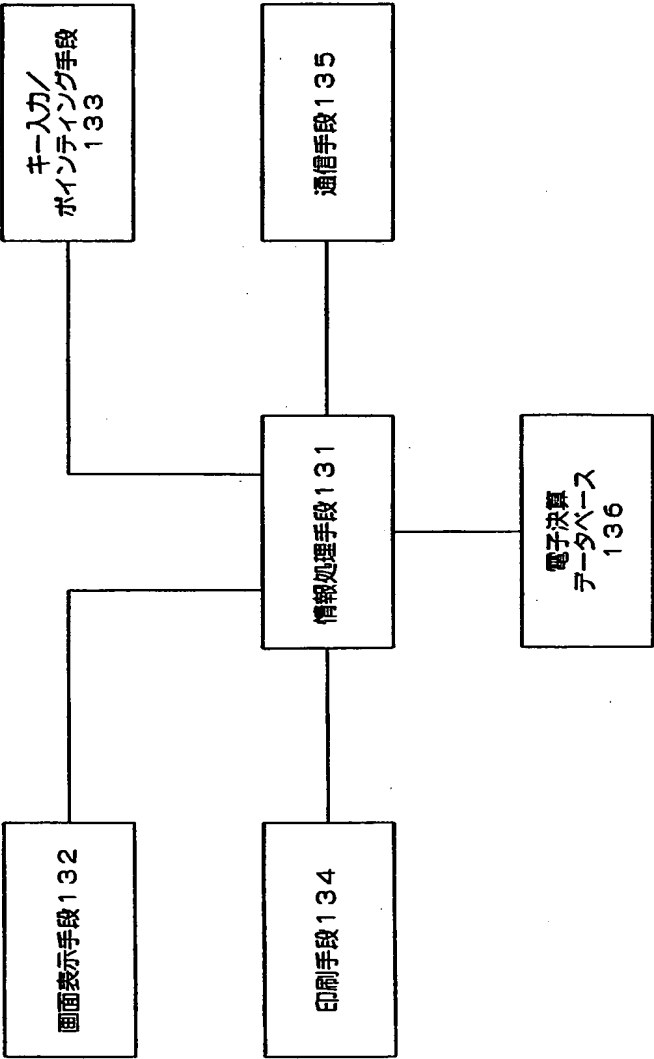 画面表示手段132
キー入力/
ポインティング手段
133
印刷手段134
情報処理手段131
通信手段135
電子決算
データベース
136